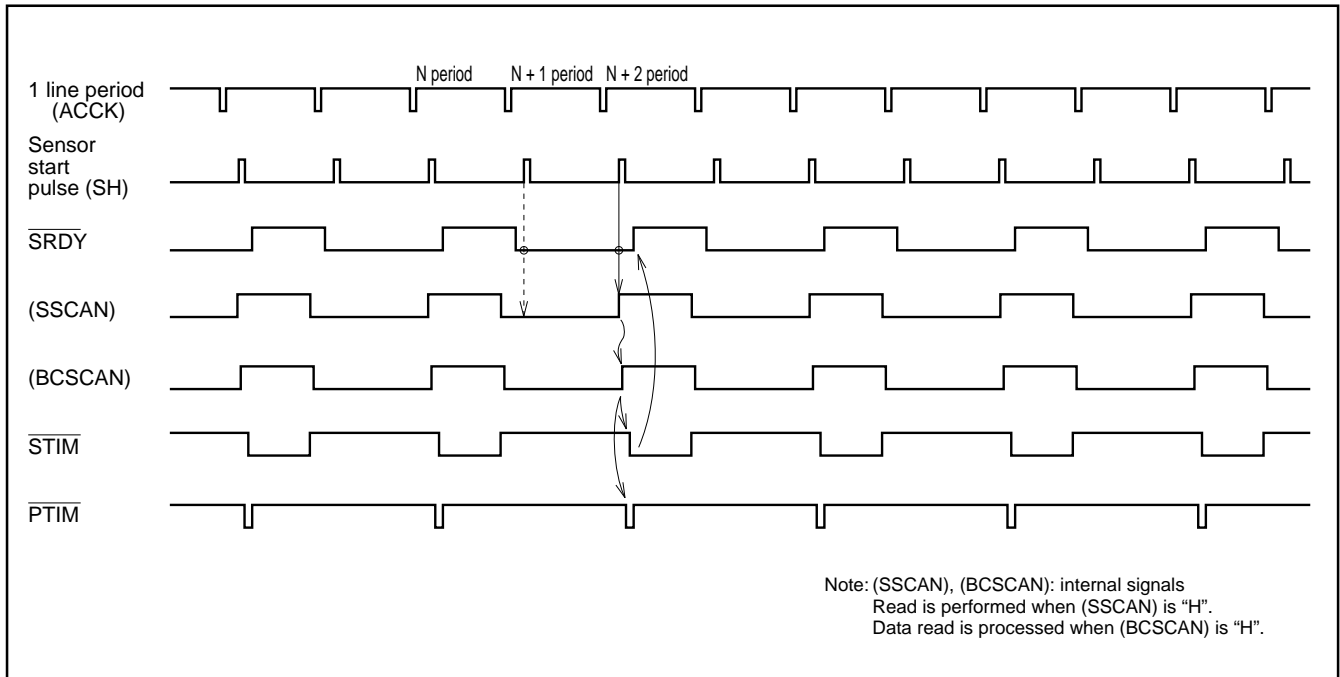 N period N + 1 period N + 2 period
1 line period
(ACCK)
Sensor
start
pulse (SH)
SRDY
(SSCAN)
(BCSCAN)
STIM
PTIM
Note: (SSCAN), (BCSCAN): internal signals
Read is performed when (SSCAN) is “H”.
Data read is processed when (BCSCAN) is “H”.